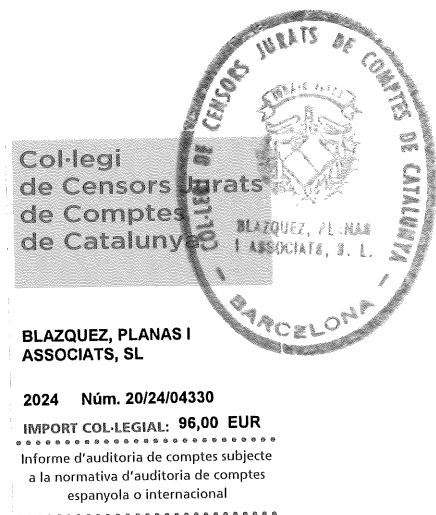 Col·legi
de Censors Jurats
de Comptes
de Catalunya
COL·LEGI DE CENSORS JURATS DE COMPTES DE CATALUNYA
BLAZQUEZ, PLANAS
I ASSOCIATS, S. L.
- BARCELONA -
BLAZQUEZ, PLANAS I
ASSOCIATS, SL
2024 Núm. 20/24/04330
IMPORT COL·LEGIAL: 96,00 EUR
Informe d'auditoria de comptes subjecte
a la normativa d'auditoria de comptes
espanyola o internacional